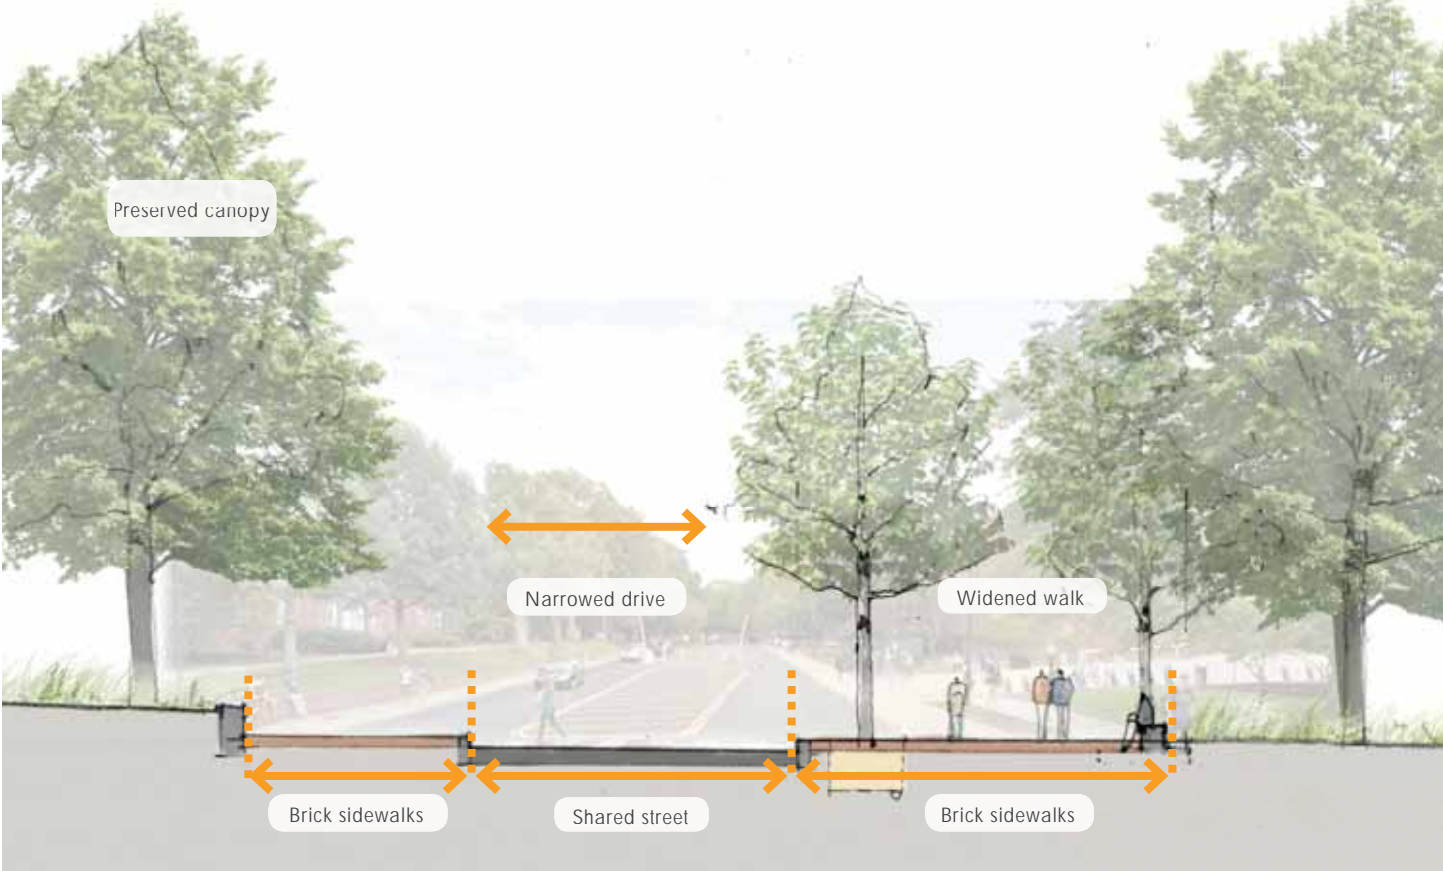 Preserved canopy
Narrowed drive
Widened walk
Brick sidewalks
Shared street
Brick sidewalks